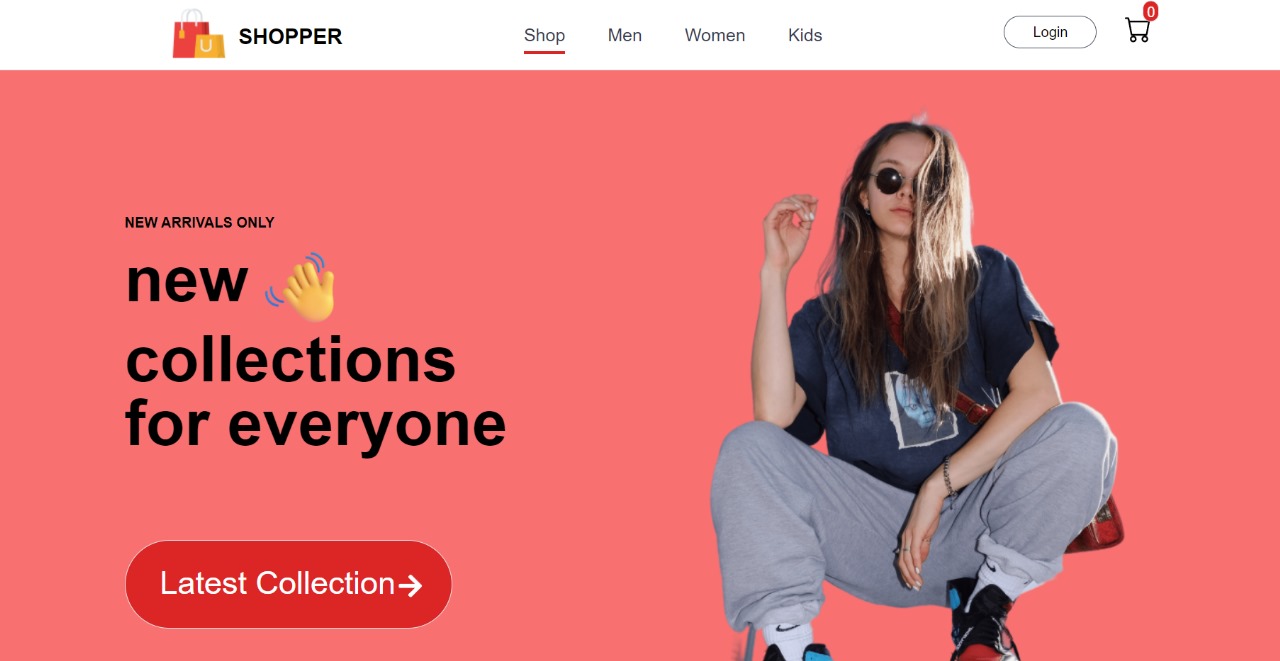 SHOPPER
Shop
Men
Women
Kids
Login
0
NEW ARRIVALS ONLY
new
collections
for everyone
Latest Collection